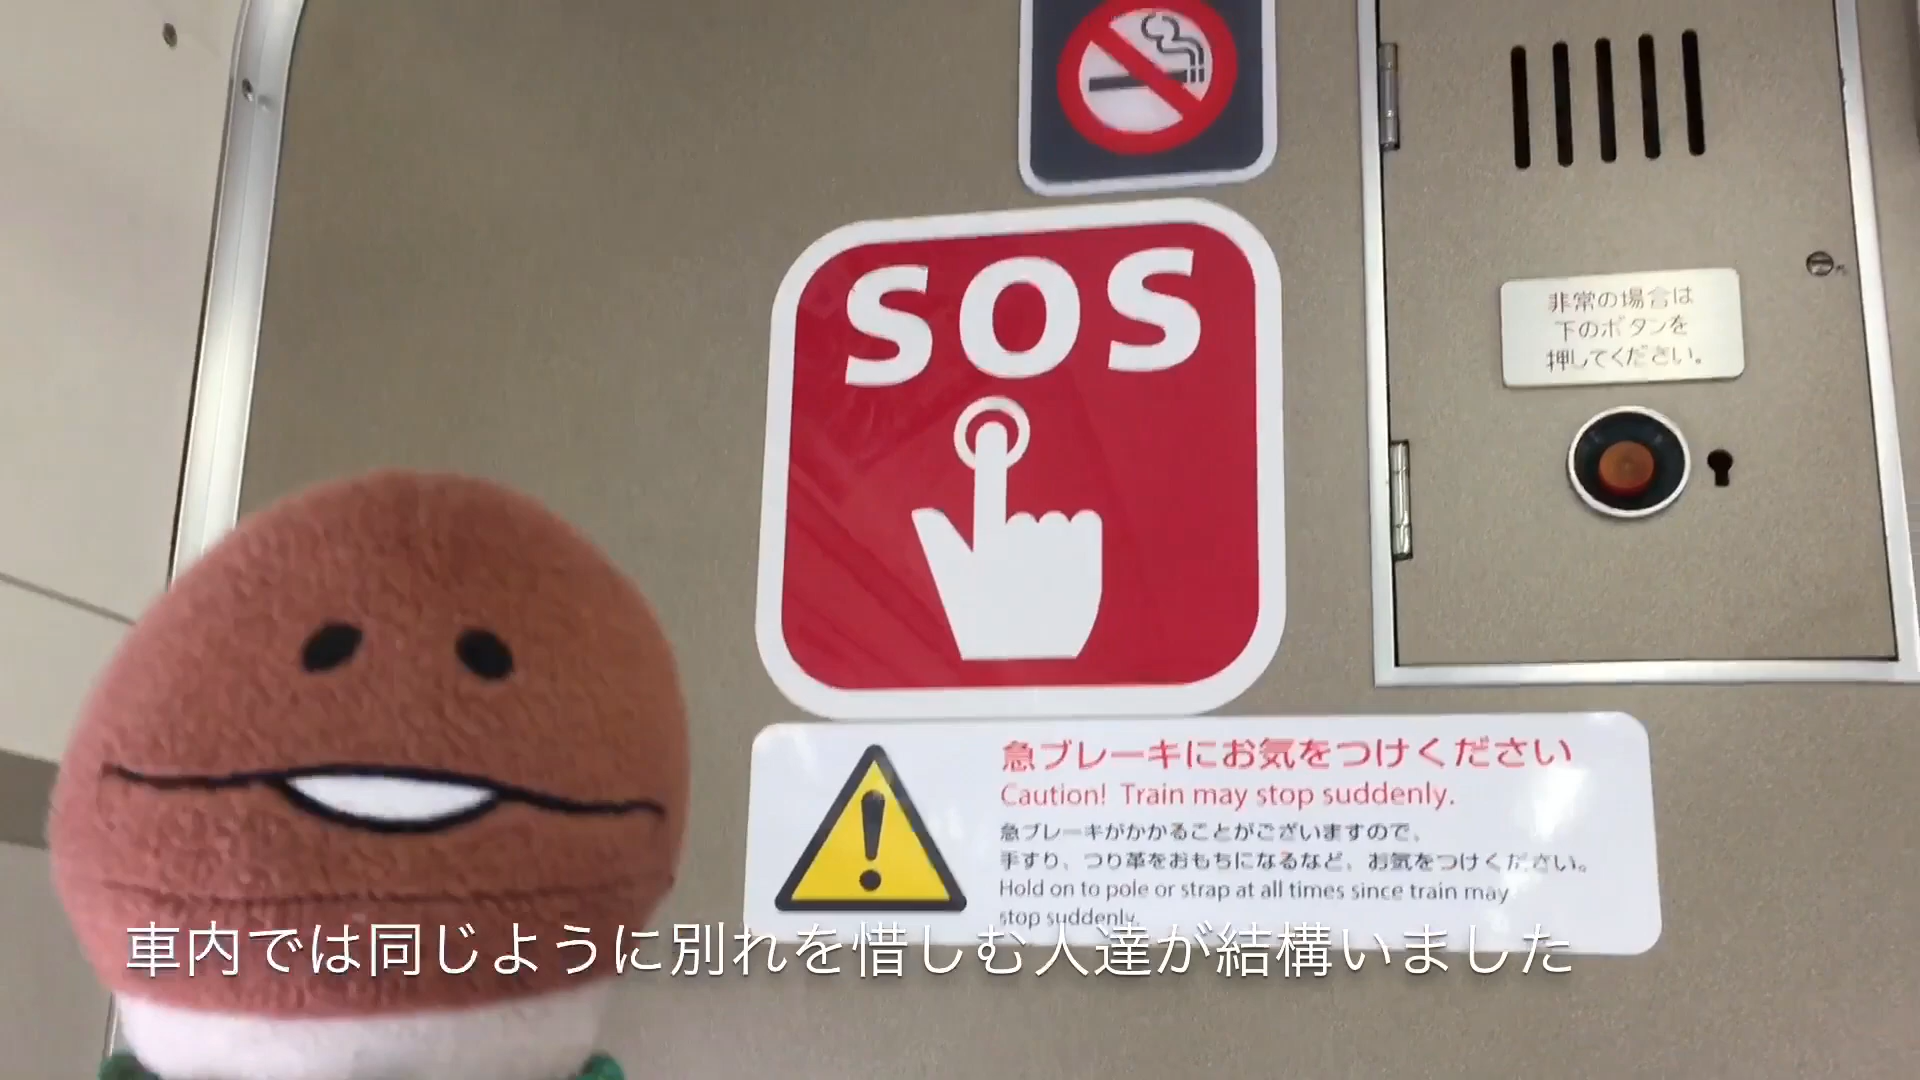 SOS
非常の場合は
下のボタンを
押してください。
急ブレーキにお気をつけください
Caution! Train may stop suddenly.
急ブレーキがかかることがございますので、
手すり、つり革をおもちになるなど、お気をつけください。
Hold on to pole or strap at all times since train may
stop suddenly.
車内では同じように別れを惜しむ人達が結構いました